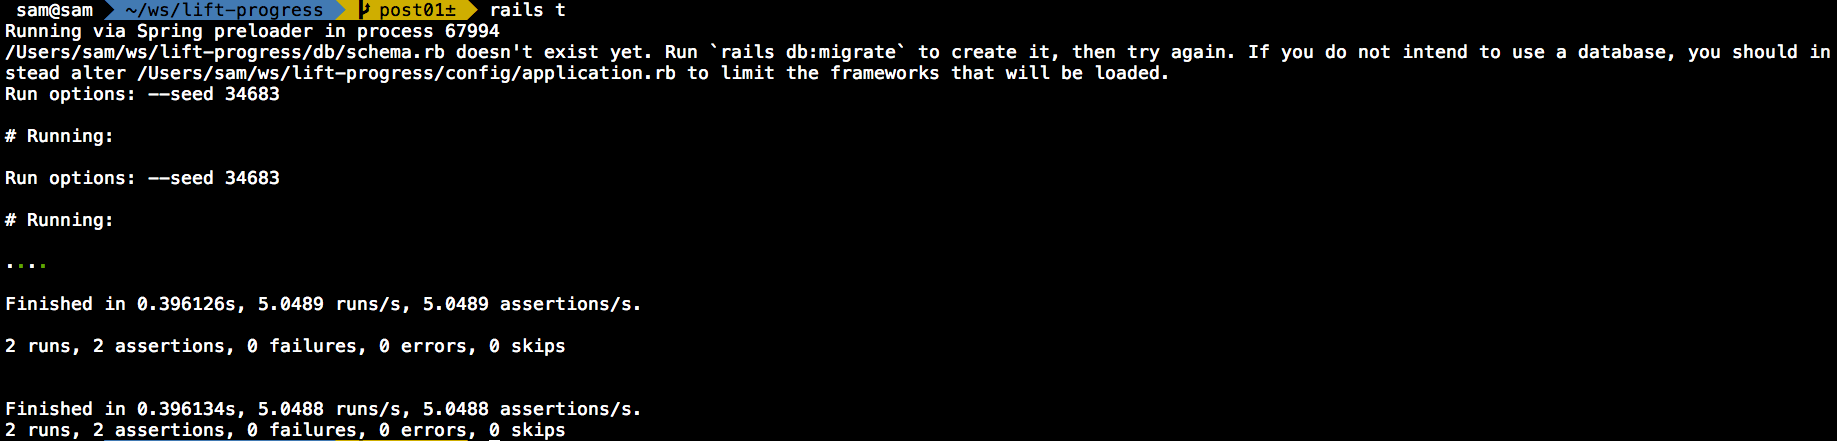 sam@sam ~/ws/lift-progress post01± rails t
Running via Spring preloader in process 67994
/Users/sam/ws/lift-progress/db/schema.rb doesn't exist yet. Run `rails db:migrate` to create it, then try again. If you do not intend to use a database, you should in
stead alter /Users/sam/ws/lift-progress/config/application.rb to limit the frameworks that will be loaded.
Run options: --seed 34683
# Running:
Run options: --seed 34683
# Running:
....
Finished in 0.396126s, 5.0489 runs/s, 5.0489 assertions/s.
2 runs, 2 assertions, 0 failures, 0 errors, 0 skips
Finished in 0.396134s, 5.0488 runs/s, 5.0488 assertions/s.
2 runs, 2 assertions, 0 failures, 0 errors, 0 skips